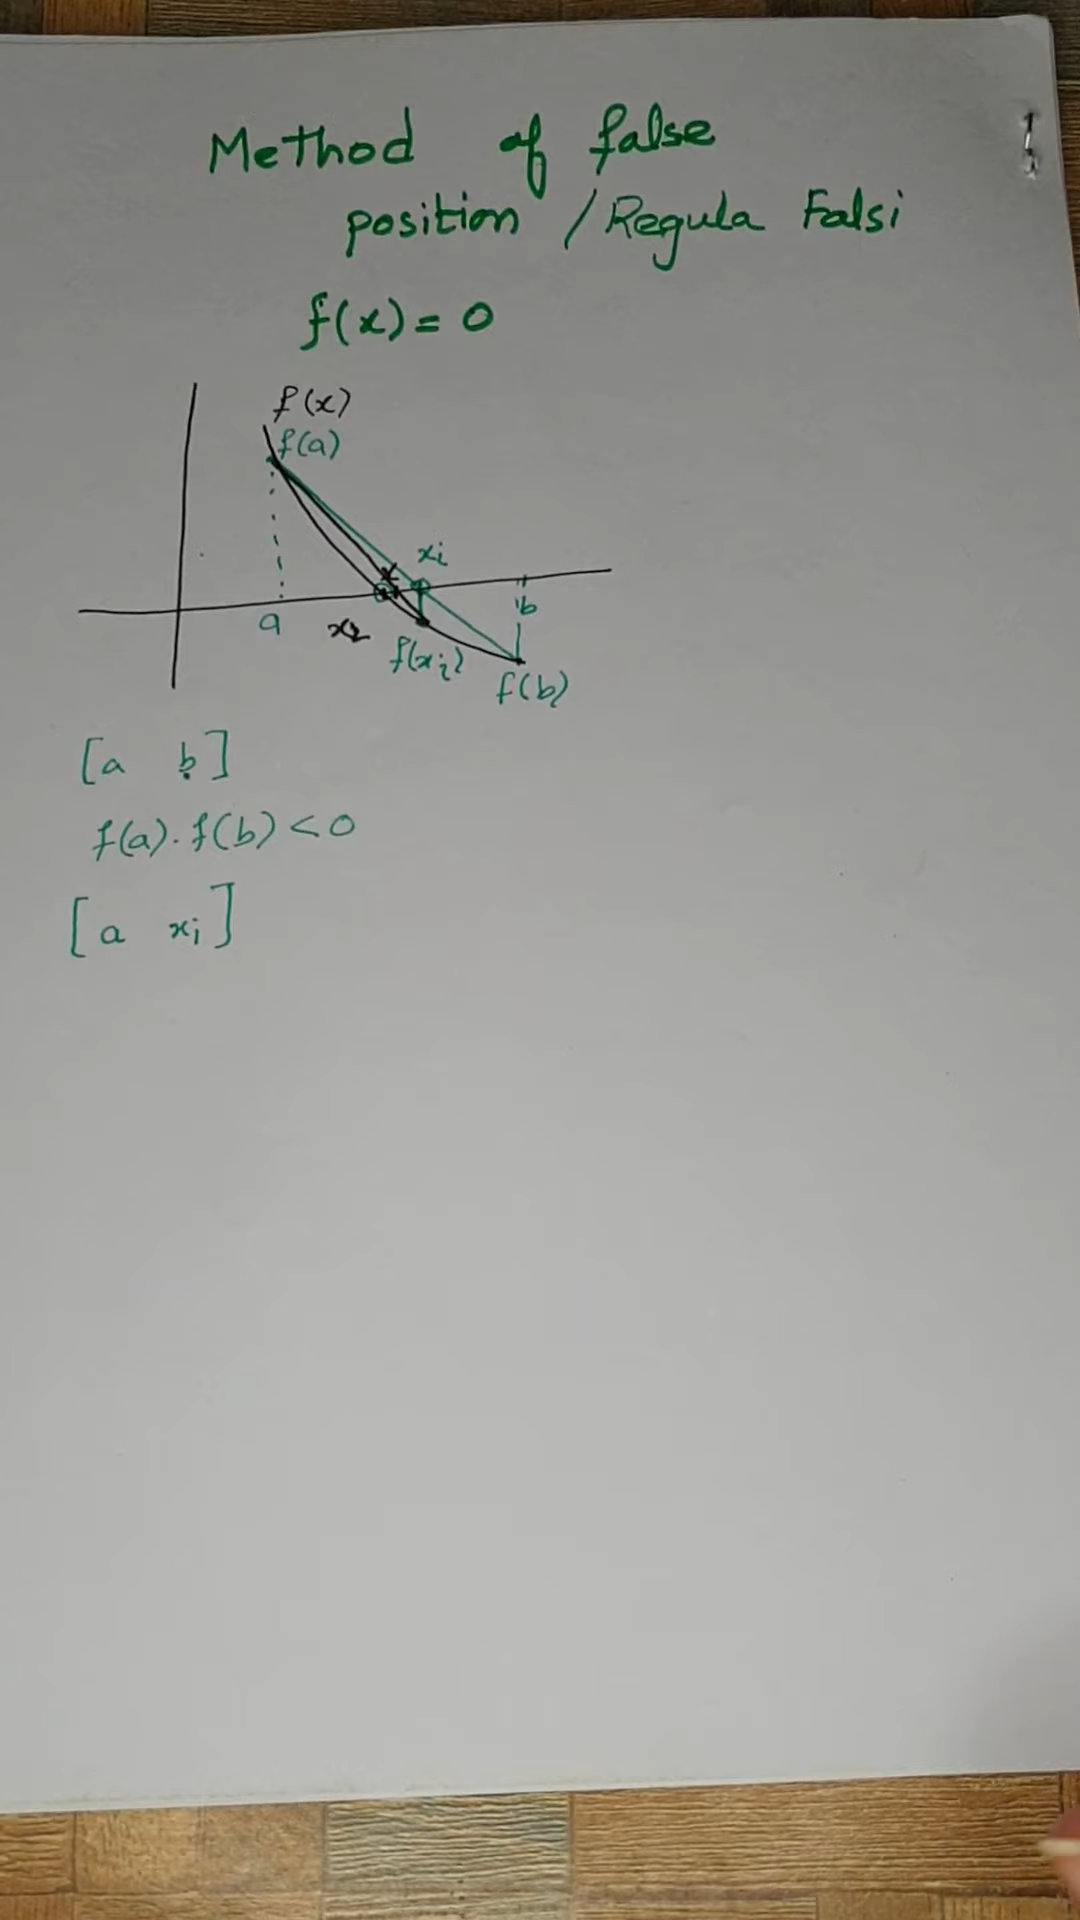 Method of false
position / Regula Falsi
f(x) = 0
f(x)
f(a)
xi
a
x2
b
f(xi)
f(b)
[a b]
f(a).f(b) < 0
[a xi]